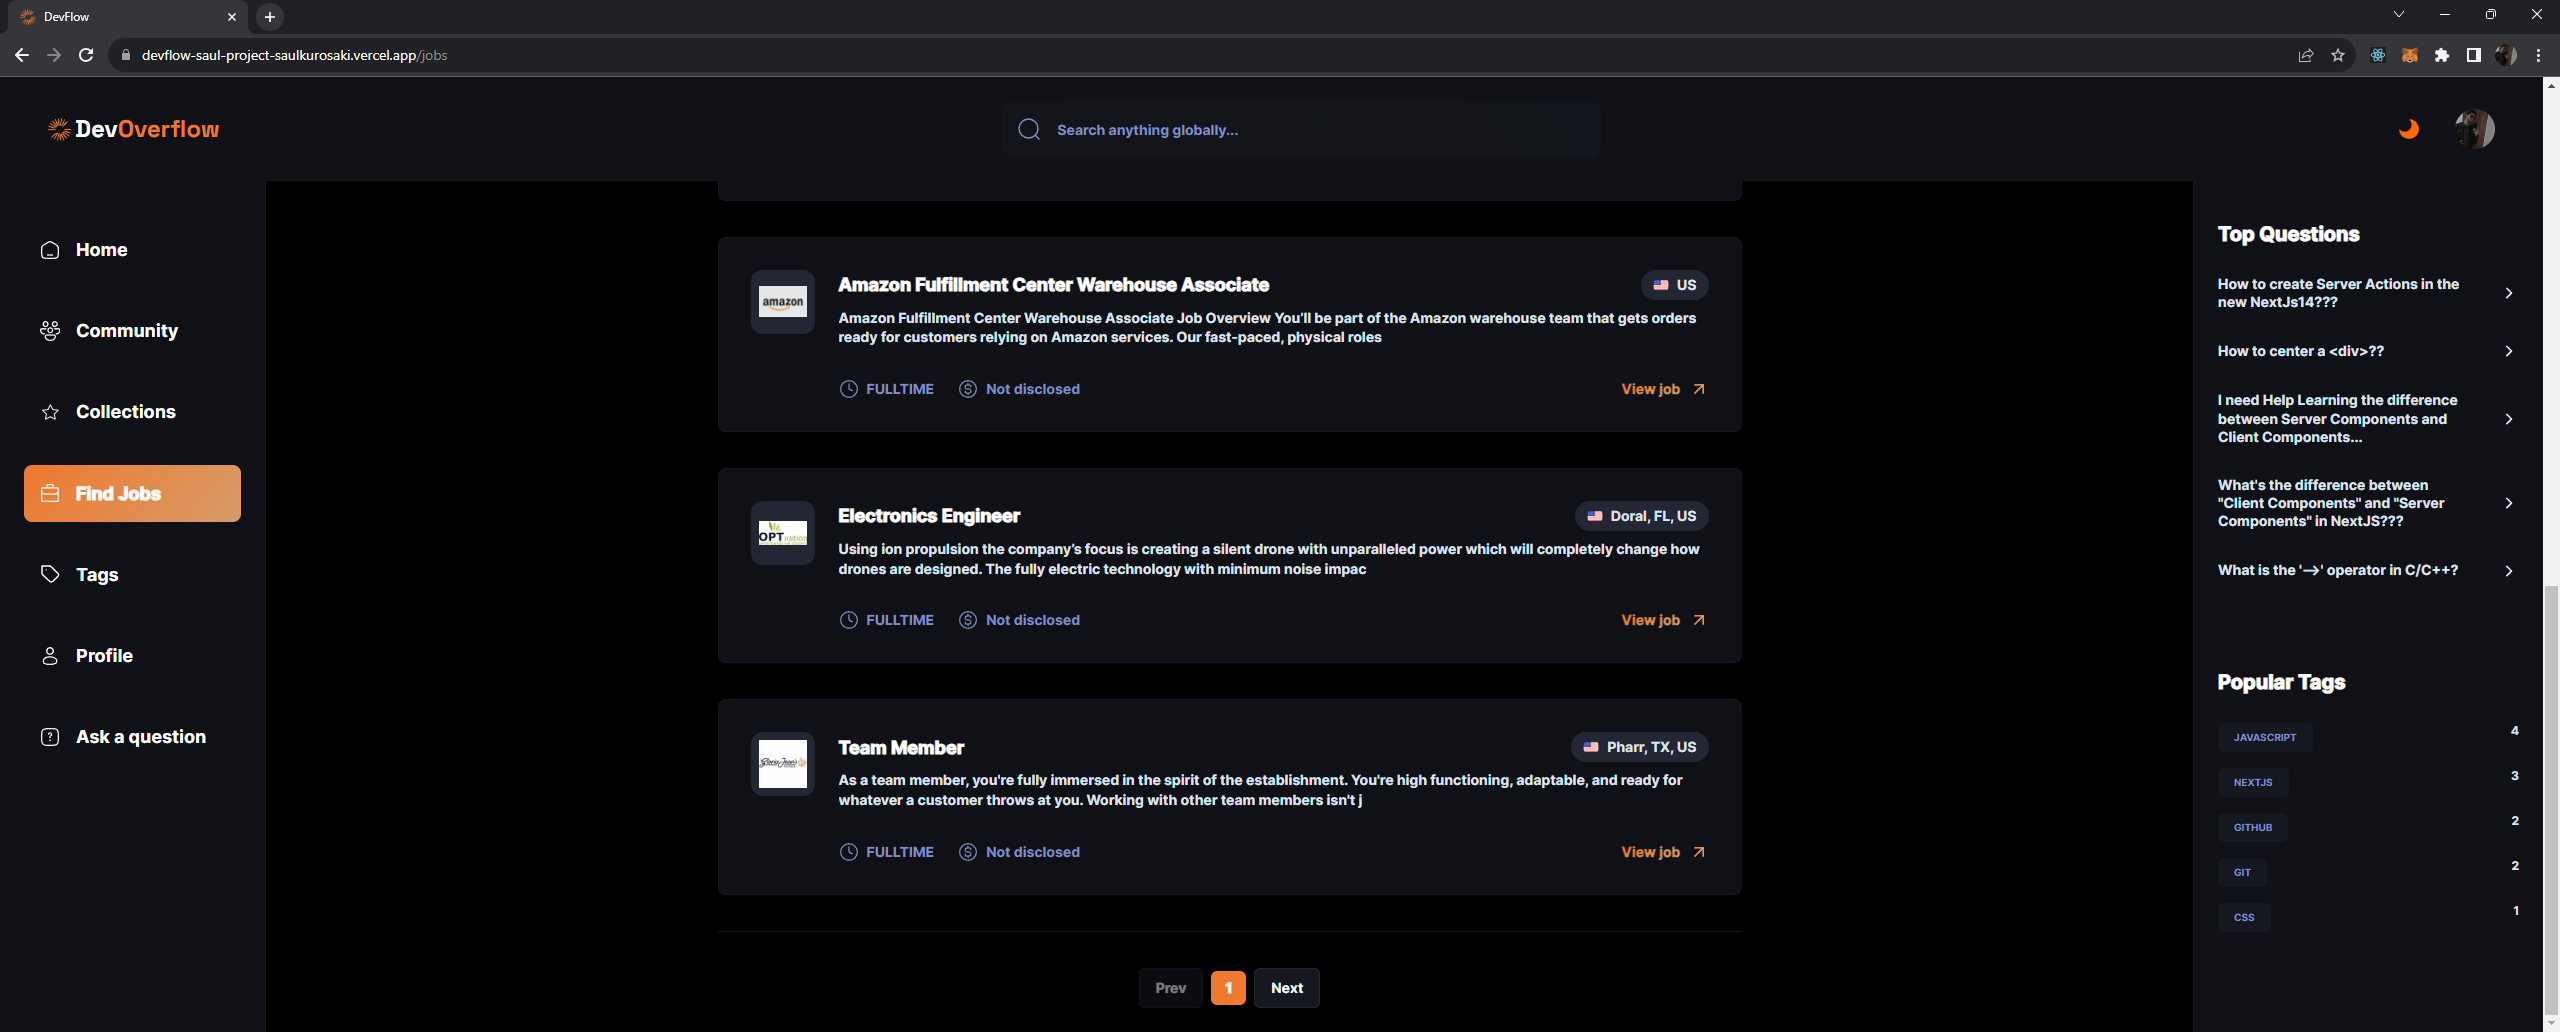 DevFlow
devflow-saul-project-saulkurosaki.vercel.app/jobs
DevOverflow
Search anything globally...
Home
Community
Collections
Find Jobs
Tags
Profile
Ask a question
amazon
Amazon Fulfillment Center Warehouse Associate
US
Amazon Fulfillment Center Warehouse Associate Job Overview You’ll be part of the Amazon warehouse team that gets orders
ready for customers relying on Amazon services. Our fast-paced, physical roles
FULLTIME
Not disclosed
View job
OPTnation
Electronics Engineer
Doral, FL, US
Using ion propulsion the company’s focus is creating a silent drone with unparalleled power which will completely change how
drones are designed. The fully electric technology with minimum noise impac
FULLTIME
Not disclosed
View job
Gloria Jean's
Team Member
Pharr, TX, US
As a team member, you're fully immersed in the spirit of the establishment. You're high functioning, adaptable, and ready for
whatever a customer throws at you. Working with other team members isn't j
FULLTIME
Not disclosed
View job
Prev
1
Next
Top Questions
How to create Server Actions in the
new NextJs14???
How to center a <div>??
I need Help Learning the difference
between Server Components and
Client Components...
What's the difference between
"Client Components" and "Server
Components" in NextJS???
What is the '-->' operator in C/C++?
Popular Tags
JAVASCRIPT
4
NEXTJS
3
GITHUB
2
GIT
2
CSS
1